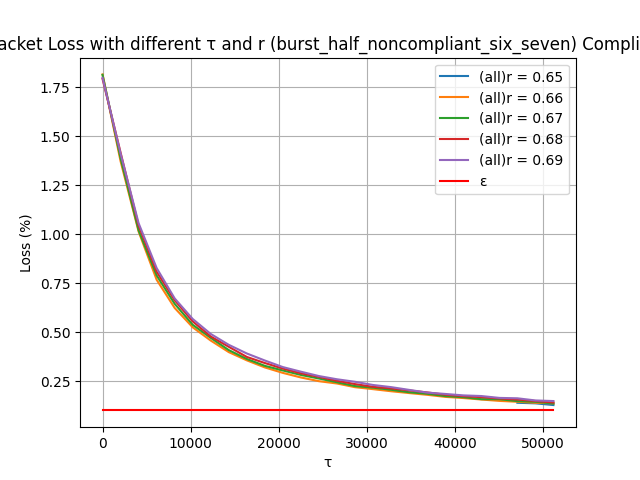 acket Loss with different τ and r (burst_half_noncompliant_six_seven) Compli
(all)r = 0.65
(all)r = 0.66
(all)r = 0.67
(all)r = 0.68
(all)r = 0.69
ε
1.75
1.50
1.25
1.00
0.75
0.50
0.25
Loss (%)
0 10000 20000 30000 40000 50000
τ